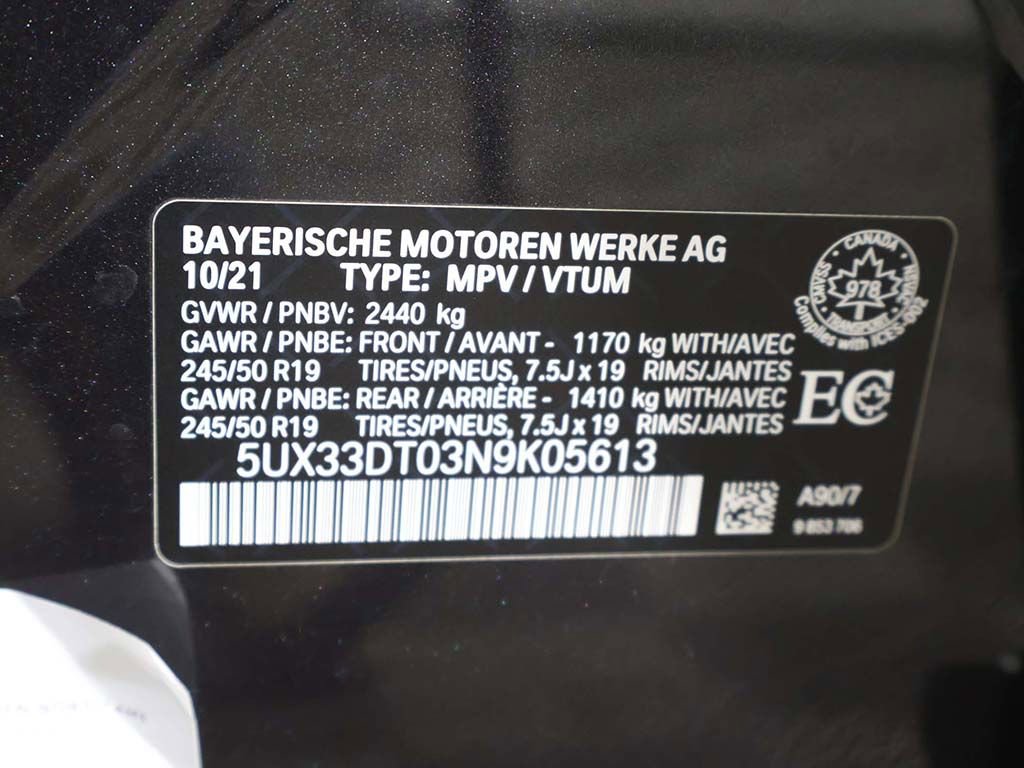 BAYERISCHE MOTOREN WERKE AG
10/21 TYPE: MPV / VTUM
GVWR / PNBV: 2440 kg
GAWR / PNBE: FRONT / AVANT - 1170 kg WITH/AVEC
245/50 R19 TIRES/PNEUS, 7.5J x 19 RIMS/JANTES
GAWR / PNBE: REAR / ARRIÈRE - 1410 kg WITH/AVEC
245/50 R19 TIRES/PNEUS, 7.5J x 19 RIMS/JANTES
5UX33DT03N9K05613
CANADA
CMVSS
978
NSVAC
TRANSPORT
Complies with ICES-002
EC
A90/7
9 853 706